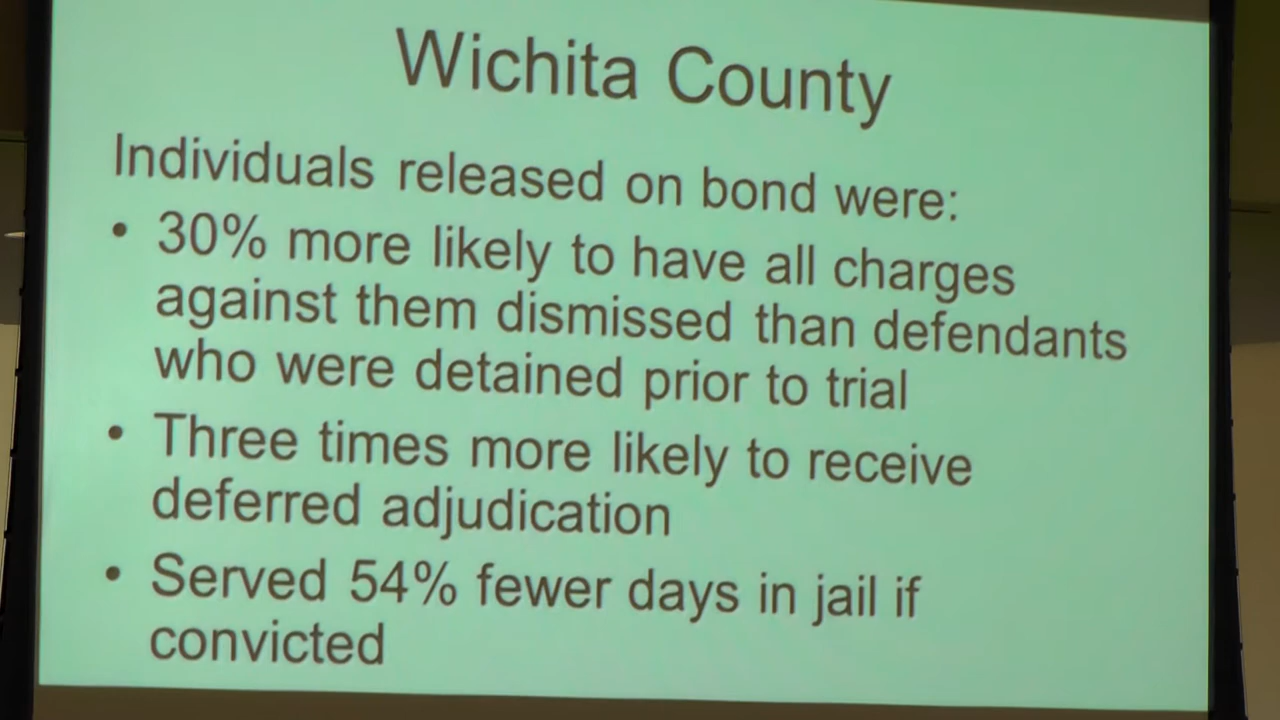 Wichita County
Individuals released on bond were:
• 30% more likely to have all charges
against them dismissed than defendants
who were detained prior to trial
• Three times more likely to receive
deferred adjudication
• Served 54% fewer days in jail if
convicted